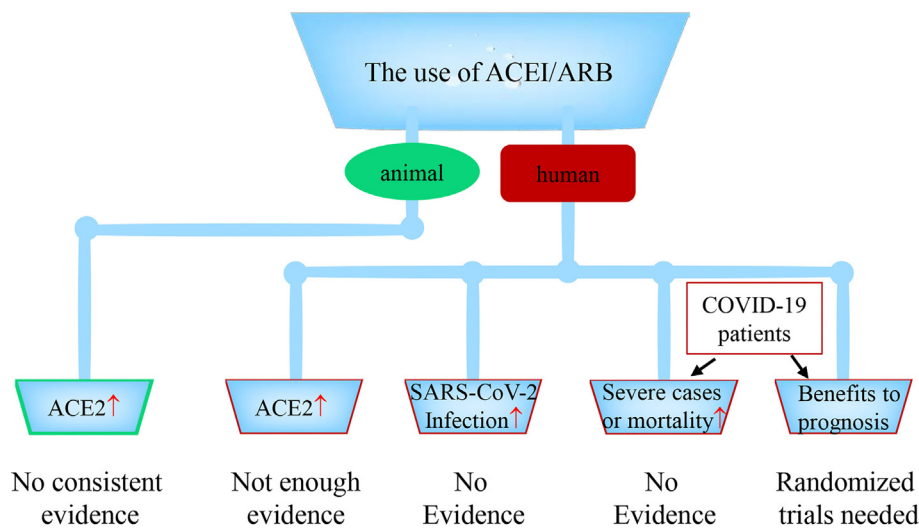 The use of ACEI/ARB
animal
human
COVID-19
patients
ACE2↑
ACE2↑
SARS-CoV-2
Infection↑
Severe cases
or mortality↑
Benefits to
prognosis
No consistent
evidence
Not enough
evidence
No
Evidence
No
Evidence
Randomized
trials needed